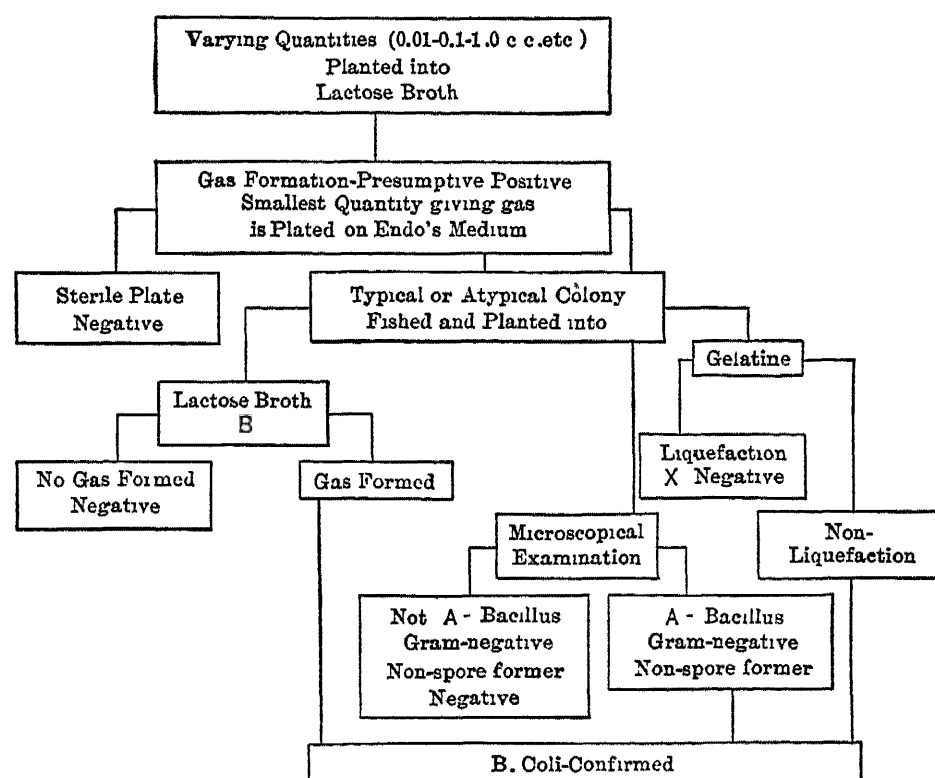 Varying Quantities (0.01-0.1-1.0 c c.etc )
Planted into
Lactose Broth
Gas Formation-Presumptive Positive
Smallest Quantity giving gas
is Plated on Endo's Medium
Sterile Plate
Negative
Typical or Atypical Colony
Fished and Planted into
Gelatine
Lactose Broth
B
Liquefaction
X Negative
No Gas Formed
Negative
Gas Formed
Microscopical
Examination
Non-
Liquefaction
Not A - Bacillus
Gram-negative
Non-spore former
Negative
A - Bacillus
Gram-negative
Non-spore former
B. Coli-Confirmed